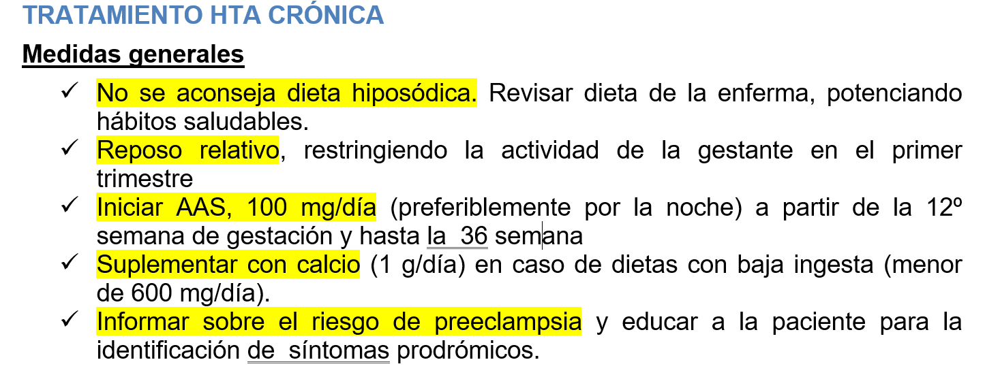 TRATAMIENTO HTA CRÓNICA
Medidas generales
✓ No se aconseja dieta hiposódica. Revisar dieta de la enferma, potenciando
hábitos saludables.
✓ Reposo relativo, restringiendo la actividad de la gestante en el primer
trimestre
✓ Iniciar AAS, 100 mg/día (preferiblemente por la noche) a partir de la 12º
semana de gestación y hasta la  36 semana
✓ Suplementar con calcio (1 g/día) en caso de dietas con baja ingesta (menor
de 600 mg/día).
✓ Informar sobre el riesgo de preeclampsia y educar a la paciente para la
identificación de  síntomas prodrómicos.